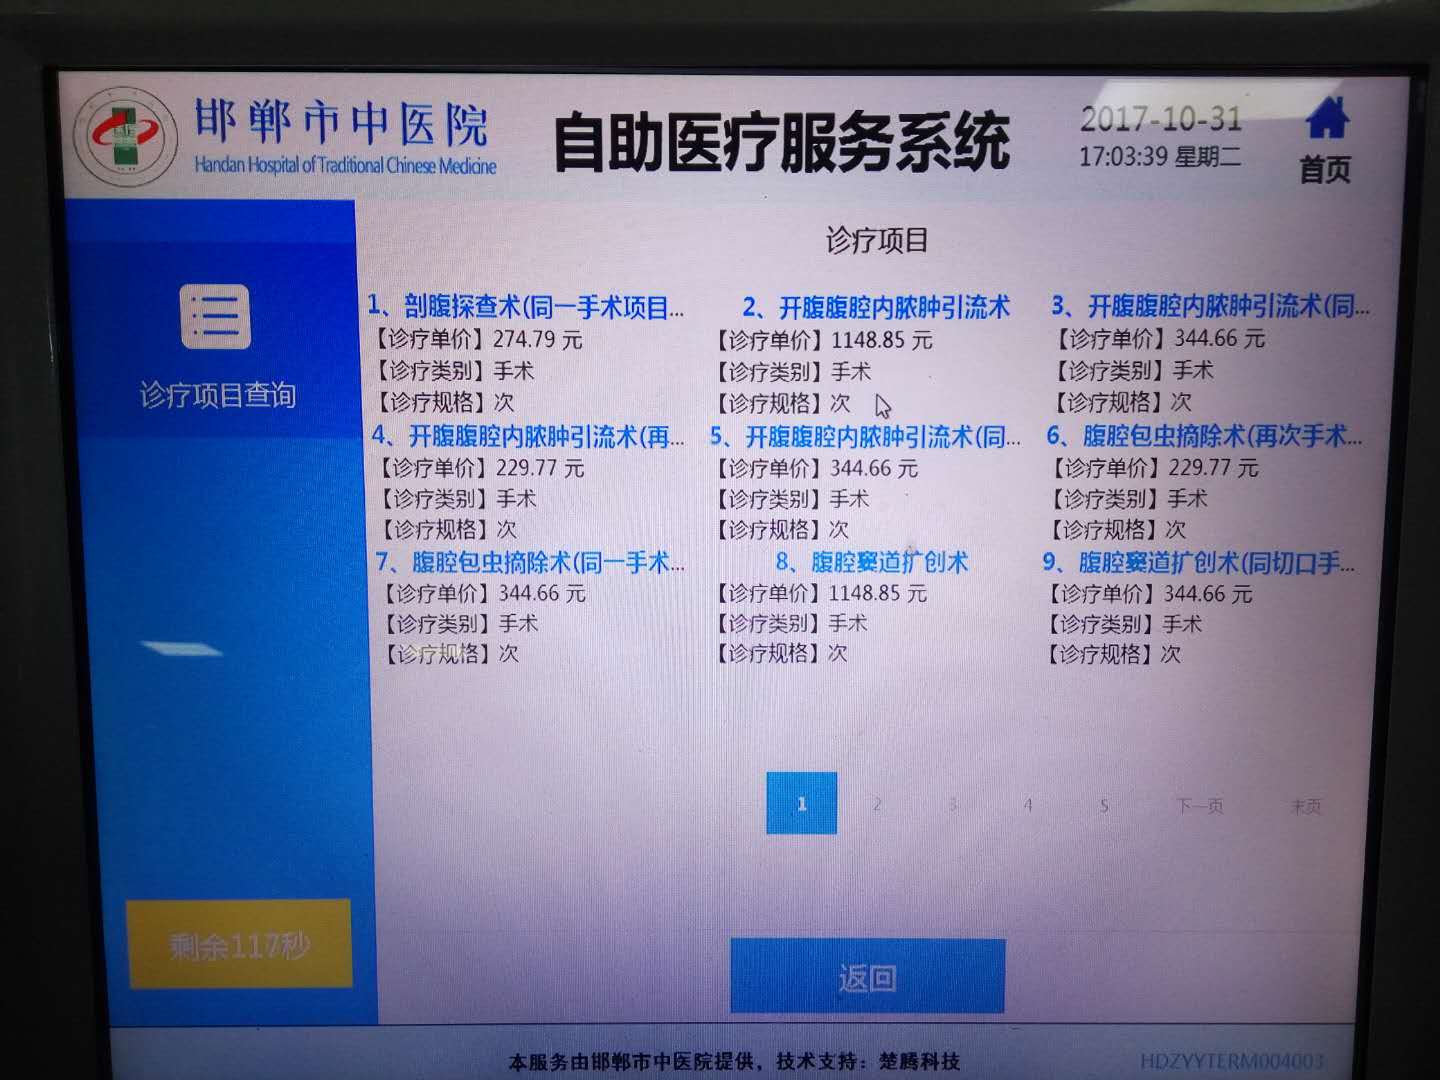 邯郸市中医院
Handan Hospital of Traditional Chinese Medicine
自助医疗服务系统
2017-10-31
17:03:39 星期二
首页
诊疗项目查询
诊疗项目
1、剖腹探查术(同一手术项目...
【诊疗单价】274.79 元
【诊疗类别】手术
【诊疗规格】次
2、开腹腹腔内脓肿引流术
【诊疗单价】1148.85 元
【诊疗类别】手术
【诊疗规格】次
3、开腹腹腔内脓肿引流术(同...
【诊疗单价】344.66 元
【诊疗类别】手术
【诊疗规格】次
4、开腹腹腔内脓肿引流术(再...
【诊疗单价】229.77 元
【诊疗类别】手术
【诊疗规格】次
5、开腹腹腔内脓肿引流术(同...
【诊疗单价】344.66 元
【诊疗类别】手术
【诊疗规格】次
6、腹腔包虫摘除术(再次手术...
【诊疗单价】229.77 元
【诊疗类别】手术
【诊疗规格】次
7、腹腔包虫摘除术(同一手术...
【诊疗单价】344.66 元
【诊疗类别】手术
【诊疗规格】次
8、腹腔窦道扩创术
【诊疗单价】1148.85 元
【诊疗类别】手术
【诊疗规格】次
9、腹腔窦道扩创术(同切口手...
【诊疗单价】344.66 元
【诊疗类别】手术
【诊疗规格】次
1 2 3 4 5 下一页 末页
剩余117秒
返回
本服务由邯郸市中医院提供，技术支持：楚腾科技
HDZYYTERM004003